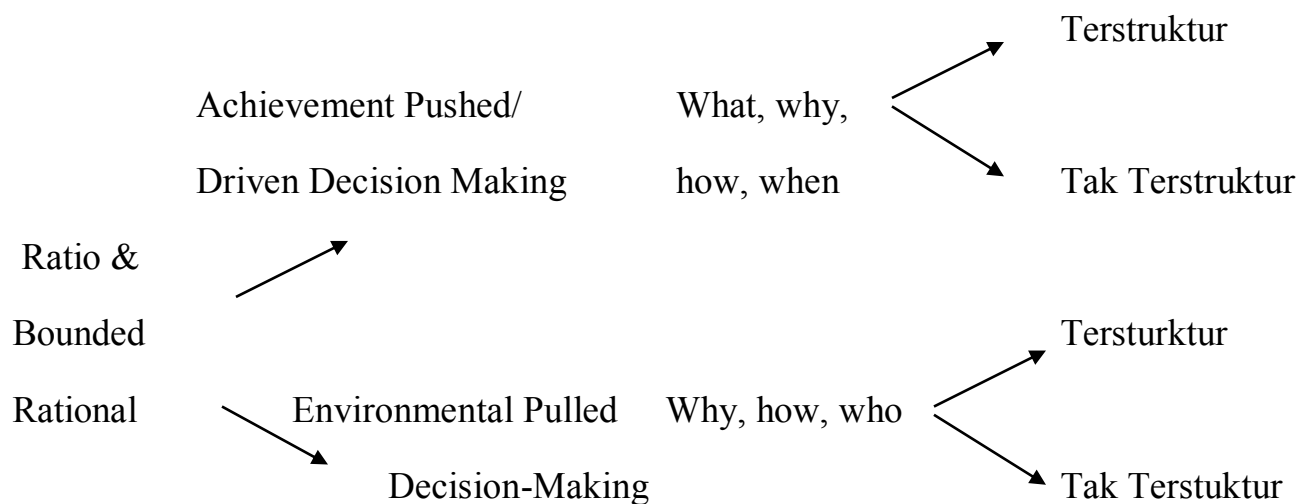 Terstruktur
Achievement Pushed/ What, why,
Driven Decision Making how, when Tak Terstruktur
Ratio &
Bounded Tersturktur
Rational Environmental Pulled Why, how, who
Decision-Making Tak Terstuktur